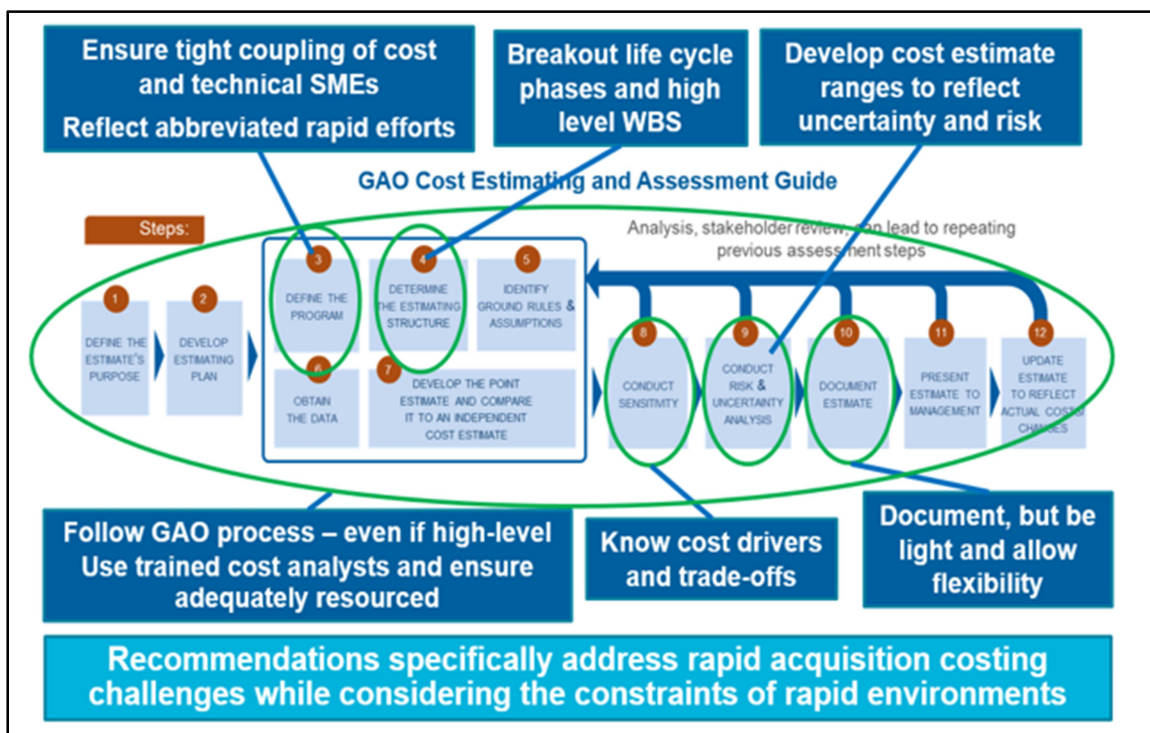 Ensure tight coupling of cost
and technical SMEs
Reflect abbreviated rapid efforts
Breakout life cycle
phases and high
level WBS
Develop cost estimate
ranges to reflect
uncertainty and risk
GAO Cost Estimating and Assessment Guide
Steps:
Analysis, stakeholder review, can lead to repeating
previous assessment steps
1
DEFINE THE
ESTIMATE'S
PURPOSE
2
DEVELOP
ESTIMATING
PLAN
3
DEFINE THE
PROGRAM
4
DETERMINE
THE ESTIMATING
STRUCTURE
5
IDENTIFY
GROUND RULES &
ASSUMPTIONS
6
OBTAIN
THE DATA
7
DEVELOP THE POINT
ESTIMATE AND COMPARE
IT TO AN INDEPENDENT
COST ESTIMATE
8
CONDUCT
SENSITIVITY
9
CONDUCT
RISK &
UNCERTAINTY
ANALYSIS
10
DOCUMENT
ESTIMATE
11
PRESENT
ESTIMATE TO
MANAGEMENT
12
UPDATE
ESTIMATE
TO REFLECT
ACTUAL COSTS/
CHANGES
Follow GAO process – even if high-level
Use trained cost analysts and ensure
adequately resourced
Know cost drivers
and trade-offs
Document, but be
light and allow
flexibility
Recommendations specifically address rapid acquisition costing
challenges while considering the constraints of rapid environments